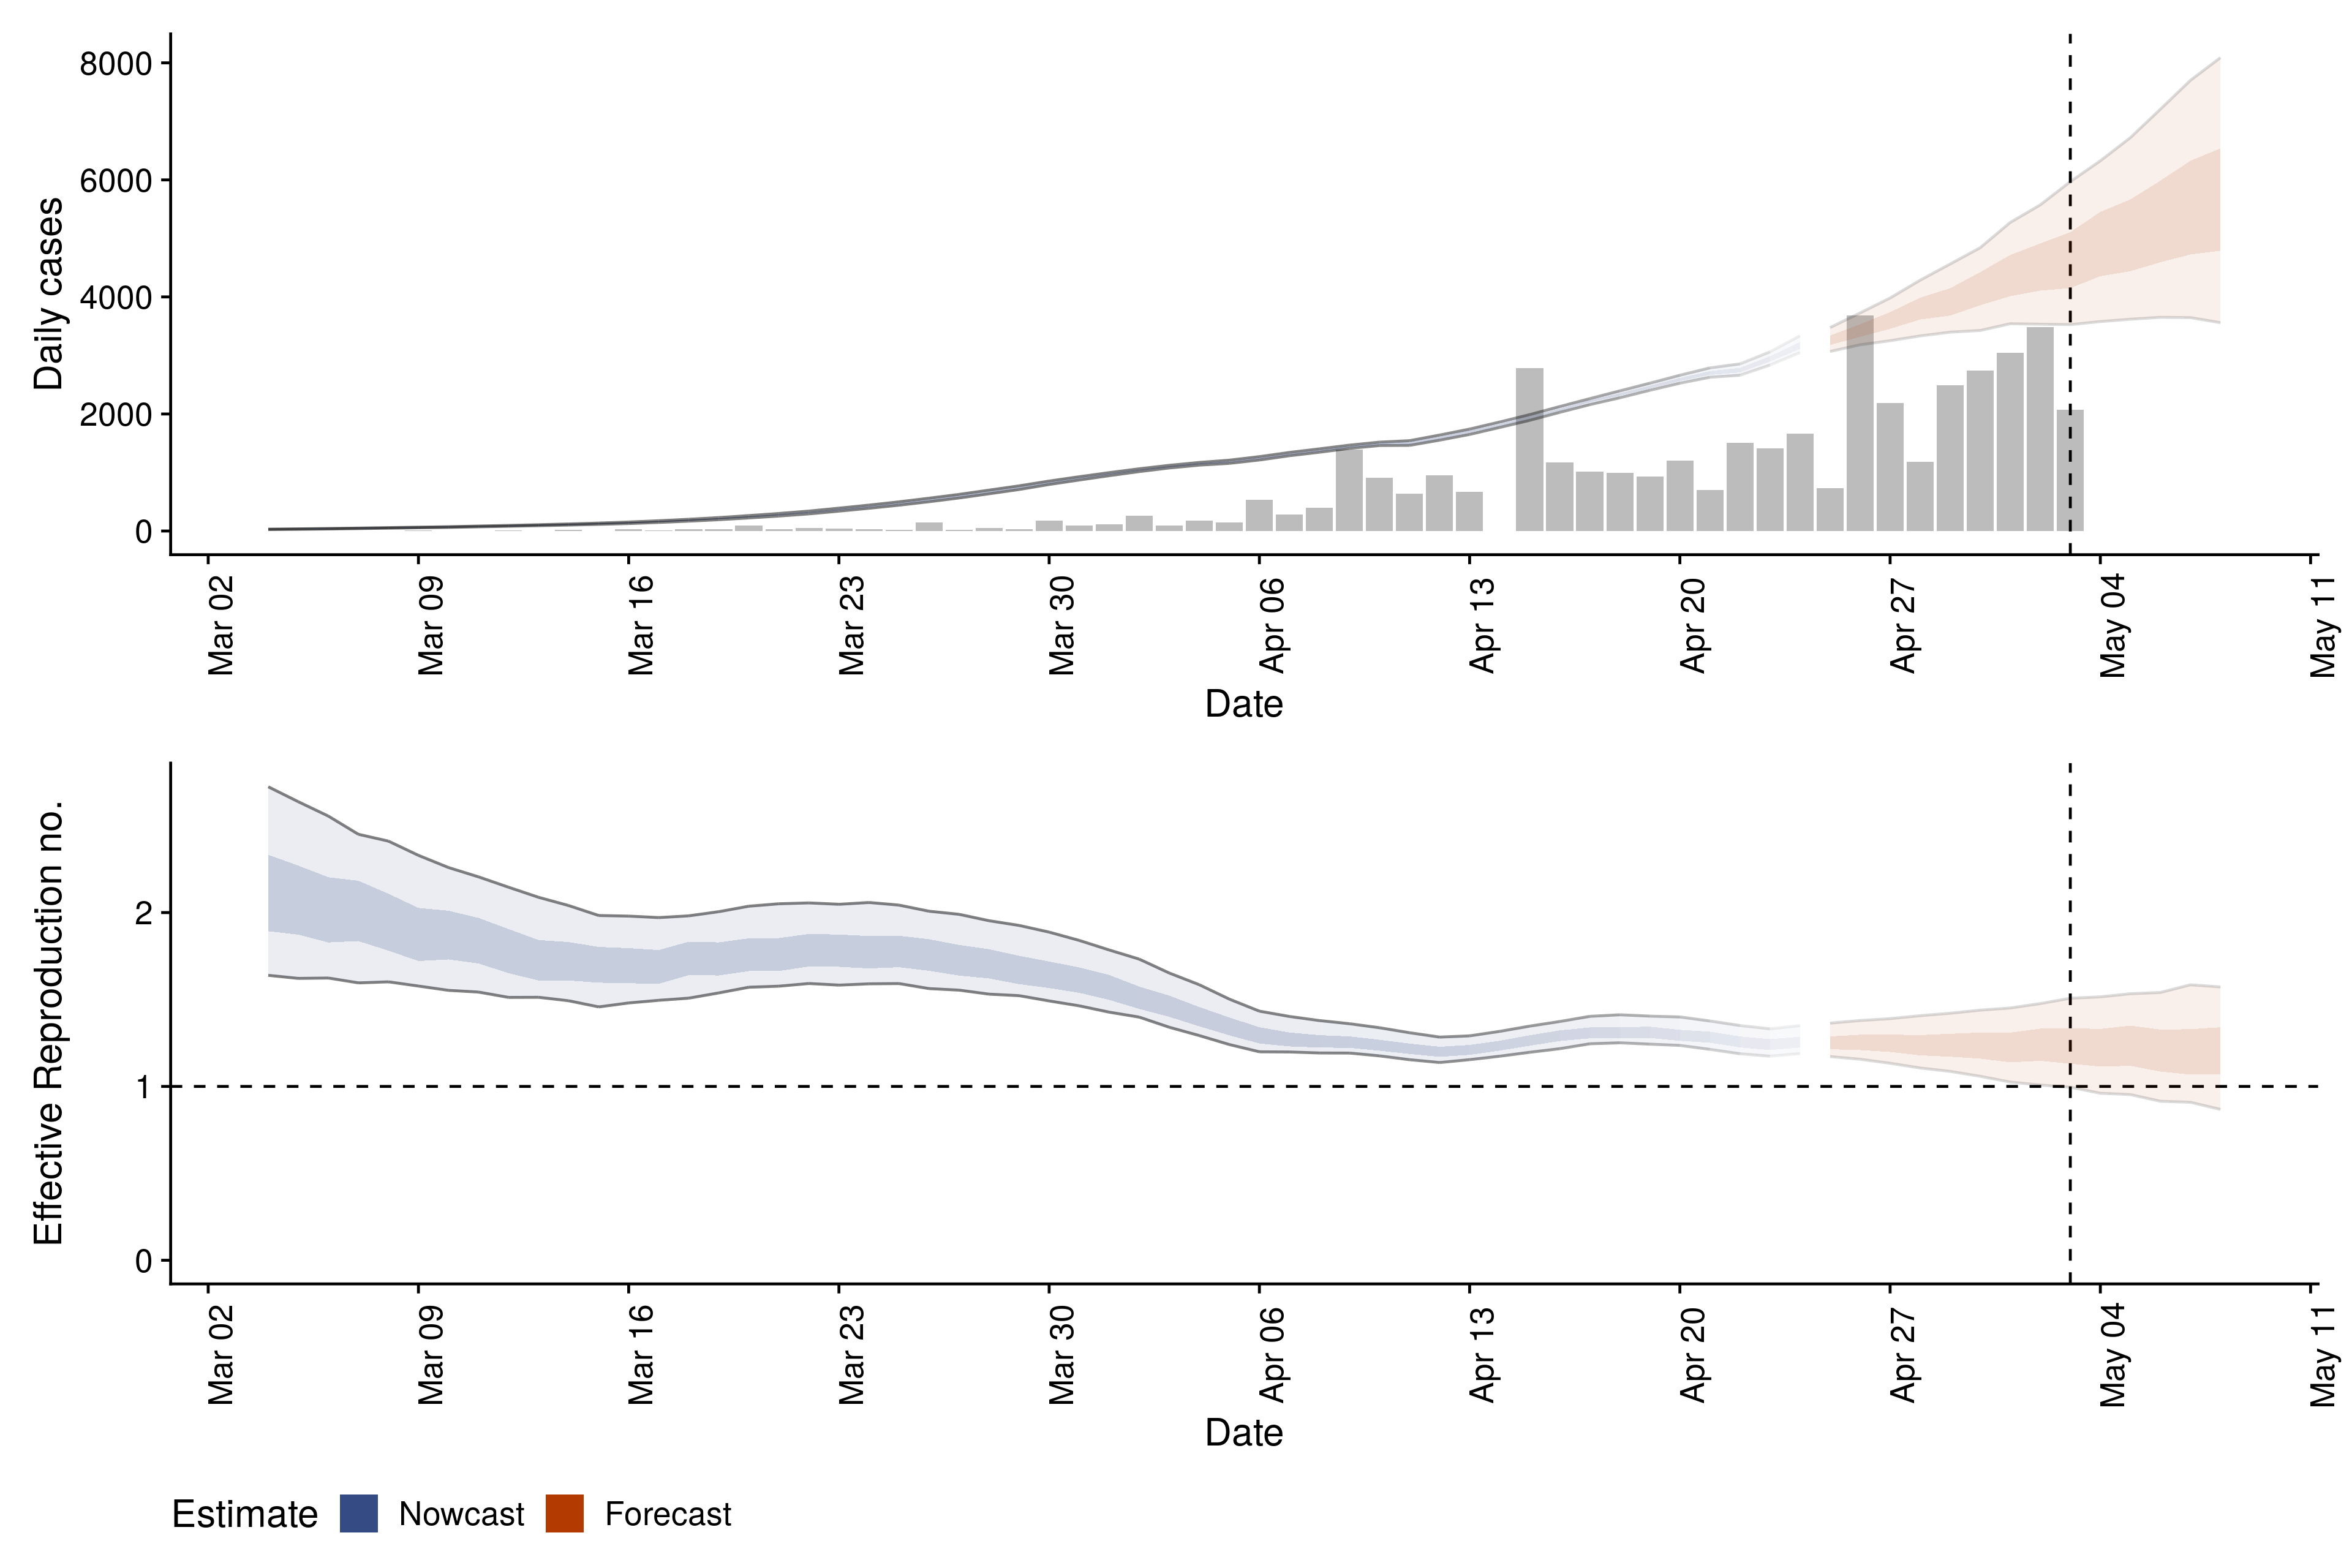 Daily cases
8000
6000
4000
2000
0
Mar 02
Mar 09
Mar 16
Mar 23
Mar 30
Apr 06
Apr 13
Apr 20
Apr 27
May 04
May 11
Date
Effective Reproduction no.
2
1
0
Mar 02
Mar 09
Mar 16
Mar 23
Mar 30
Apr 06
Apr 13
Apr 20
Apr 27
May 04
May 11
Date
Estimate Nowcast Forecast